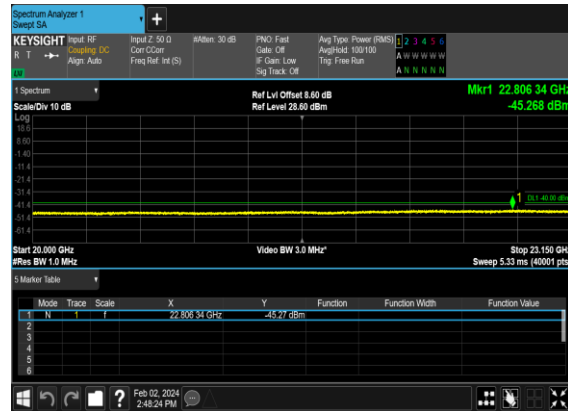 Spectrum Analyzer 1
Swept SA
+
KEYSIGHT Input: RF Input Z: 50 Ω #Atten: 30 dB PNO: Fast Avg Type: Power (RMS) 1 2 3 4 5 6
R T Coupling: DC Corr CCorr Gate: Off Avg|Hold: 100/100 A W W W W W
Align: Auto Freq Ref: Int (S) IF Gain: Low Trig: Free Run
LW Sig Track: Off A N N N N N
1 Spectrum Ref Lvl Offset 8.60 dB Mkr1 22.806 34 GHz
Scale/Div 10 dB Ref Level 28.60 dBm -45.268 dBm
Log
18.6
8.60
-1.40
-11.4
-21.4
-31.4
1 DL1 -40.00 dBm
-41.4
-51.4
-61.4
Start 20.000 GHz Video BW 3.0 MHz* Stop 23.150 GHz
#Res BW 1.0 MHz Sweep 5.33 ms (40001 pts)
5 Marker Table
Mode Trace Scale X Y Function Function Width Function Value
1 N 1 f 22.806 34 GHz -45.27 dBm
2
3
4
5
6
? Feb 02, 2024
2:48:24 PM